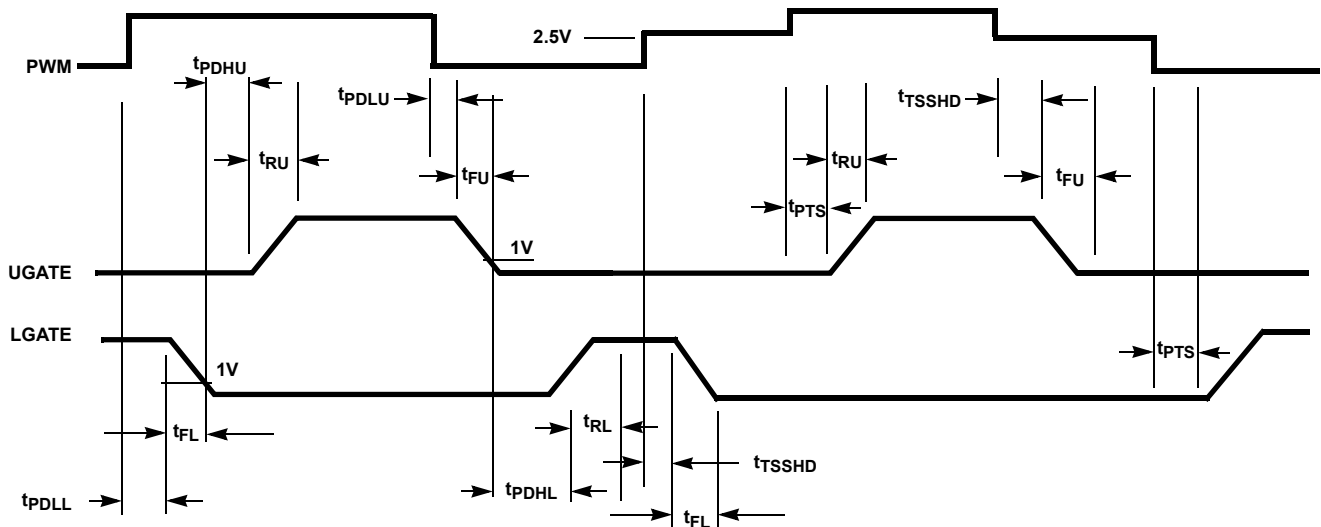 2.5V
PWM
tPDHU
tPDLU
tTSSHD
tRU
tFU
tRU
tFU
tPTS
1V
UGATE
LGATE
tPTS
1V
tRL
tFL
tTSSHD
tPDLL
tPDHL
tFL